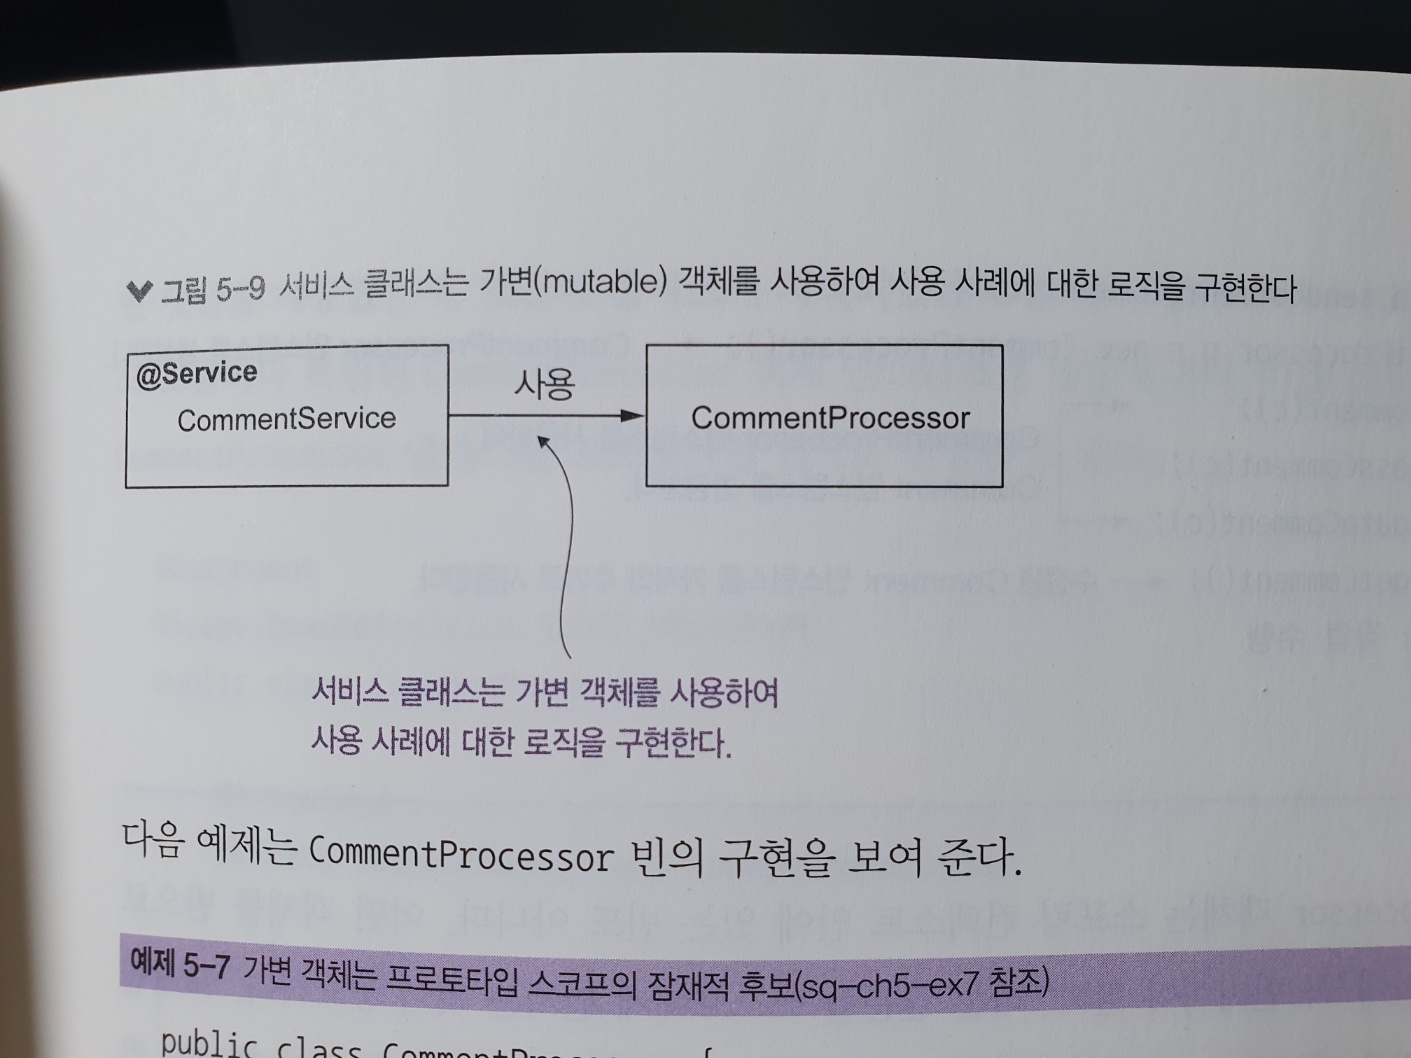 그림 5-9 서비스 클래스는 가변(mutable) 객체를 사용하여 사용 사례에 대한 로직을 구현한다
@Service
CommentService
사용
CommentProcessor
서비스 클래스는 가변 객체를 사용하여
사용 사례에 대한 로직을 구현한다.
다음 예제는 CommentProcessor 빈의 구현을 보여 준다.
예제 5-7 가변 객체는 프로토타입 스코프의 잠재적 후보(sq-ch5-ex7 참조)
public class CommentProcessor {